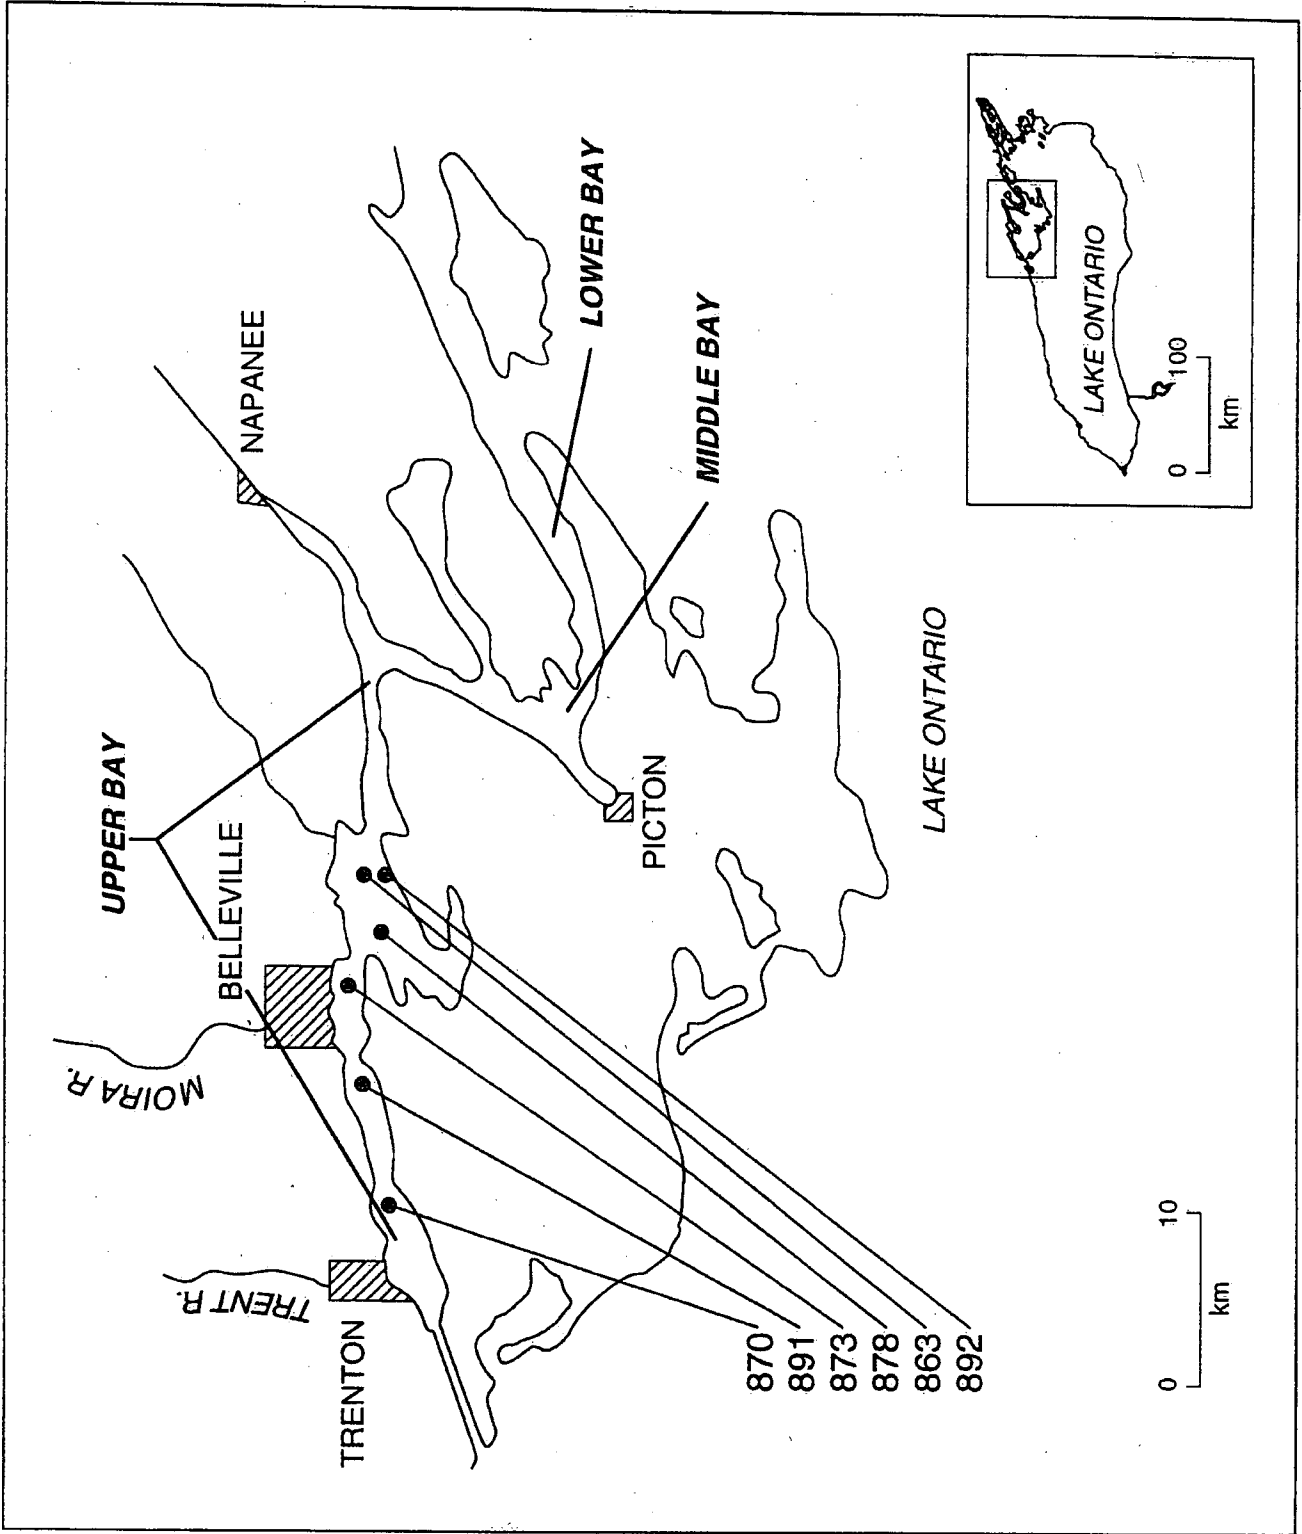 UPPER BAY
BELLEVILLE
NAPANEE
MOIRA R.
TRENT R.
TRENTON
LOWER BAY
MIDDLE BAY
PICTON
LAKE ONTARIO
870
891
873
878
863
892
0 10
km
LAKE ONTARIO
0 100
km